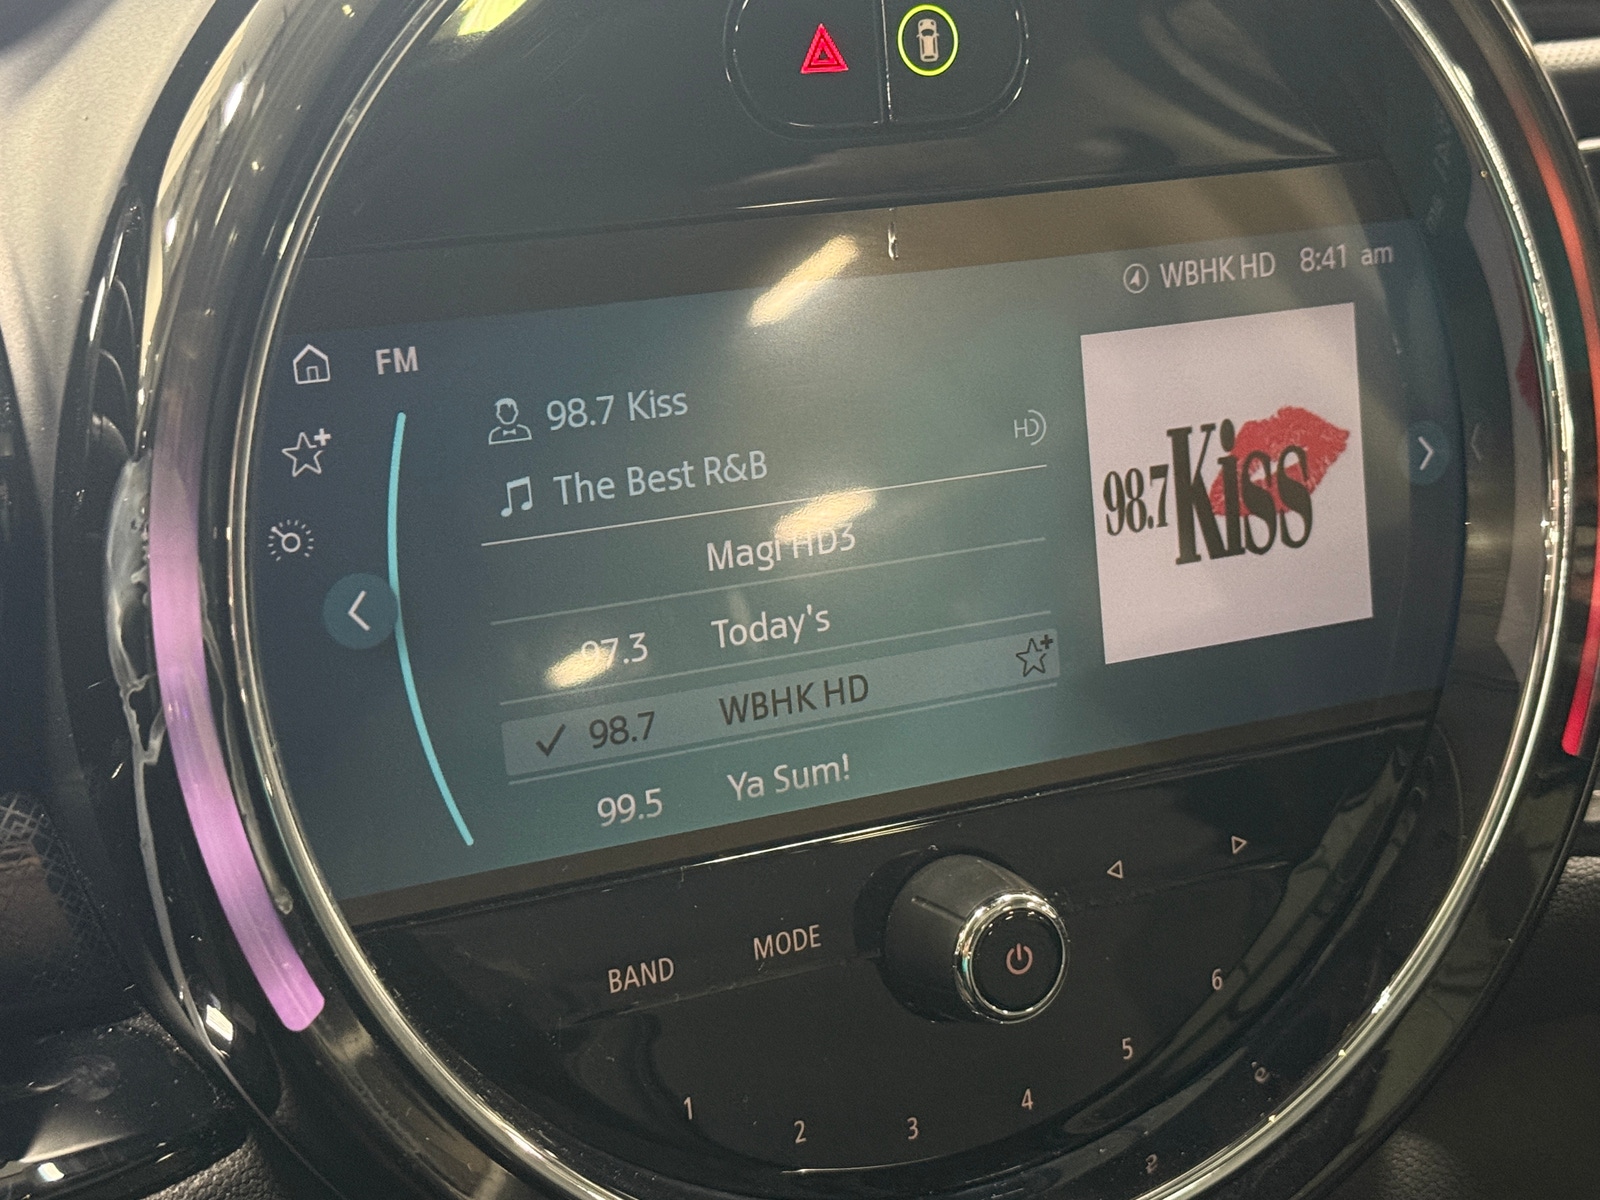 WBHK HD 8:41 am
FM
98.7 Kiss
HD
The Best R&B
98.7 Kiss
Magi HD3
97.3 Today's
98.7 WBHK HD
99.5 Ya Sum!
BAND MODE
1 2 3 4 5 6